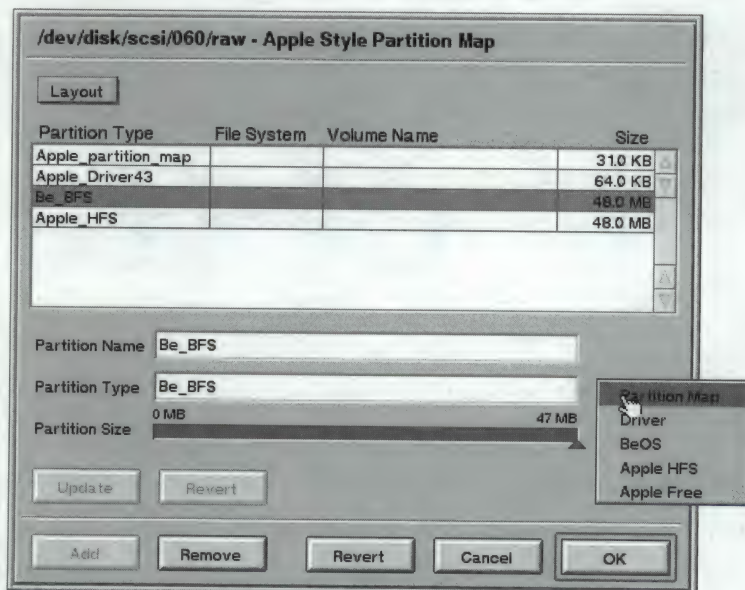 /dev/disk/scsi/060/raw - Apple Style Partition Map
Layout
Partition Type File System Volume Name Size
Apple_partition_map 31.0 KB
Apple_Driver43 64.0 KB
Be_BFS 48.0 MB
Apple_HFS 48.0 MB
Partition Name Be_BFS
Partition Type Be_BFS
Partition Map
Driver
BeOS
Apple HFS
Apple Free
0 MB 47 MB
Partition Size
Update Revert
Add Remove Revert Cancel OK